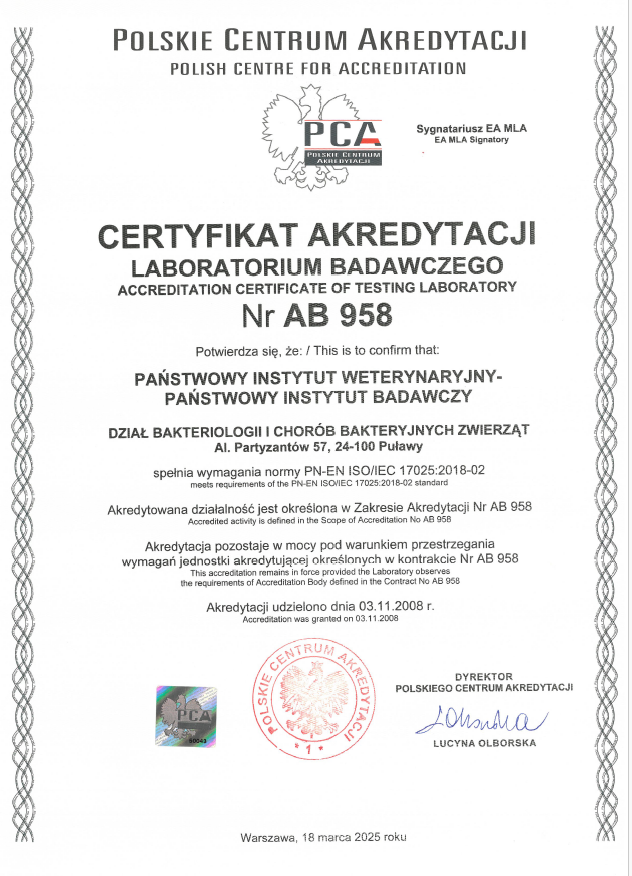 POLSKIE CENTRUM AKREDYTACJI
POLISH CENTRE FOR ACCREDITATION
PCA
POLSKIE CENTRUM
AKREDYTACJI
Sygnatariusz EA MLA
EA MLA Signatory
CERTYFIKAT AKREDYTACJI
LABORATORIUM BADAWCZEGO
ACCREDITATION CERTIFICATE OF TESTING LABORATORY
Nr AB 958
Potwierdza się, że: / This is to confirm that:
PAŃSTWOWY INSTYTUT WETERYNARYJNY-
PAŃSTWOWY INSTYTUT BADAWCZY
DZIAŁ BAKTERIOLOGII I CHORÓB BAKTERYJNYCH ZWIERZĄT
Al. Partyzantów 57, 24-100 Puławy
spełnia wymagania normy PN-EN ISO/IEC 17025:2018-02
meets requirements of the PN-EN ISO/IEC 17025:2018-02 standard
Akredytowana działalność jest określona w Zakresie Akredytacji Nr AB 958
Accredited activity is defined in the Scope of Accreditation No AB 958
Akredytacja pozostaje w mocy pod warunkiem przestrzegania
wymagań jednostki akredytującej określonych w kontrakcie Nr AB 958
This accreditation remains in force provided the Laboratory observes
the requirements of Accreditation Body defined in the Contract No AB 958
Akredytacji udzielono dnia 03.11.2008 r.
Accreditation was granted on 03.11.2008
POLSKIE CENTRUM AKREDYTACJI
* 1 *
PCA
DYREKTOR
POLSKIEGO CENTRUM AKREDYTACJI
LUCYNA OLBORSKA
Warszawa, 18 marca 2025 roku